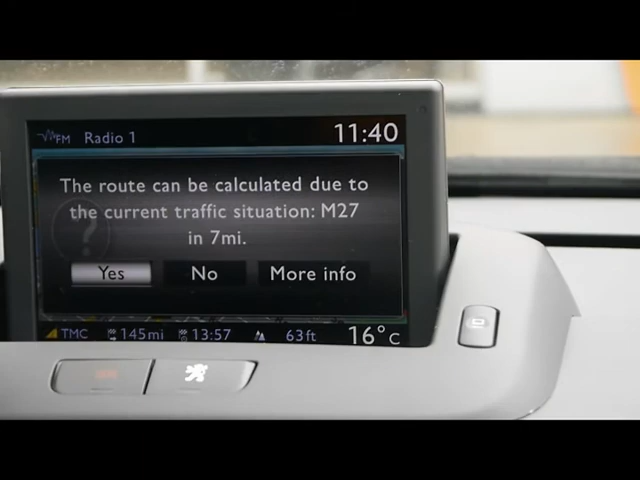 FM Radio 1 11:40
The route can be calculated due to
the current traffic situation: M27
in 7mi.
Yes No More info
TMC 145mi 13:57 63ft 16°C